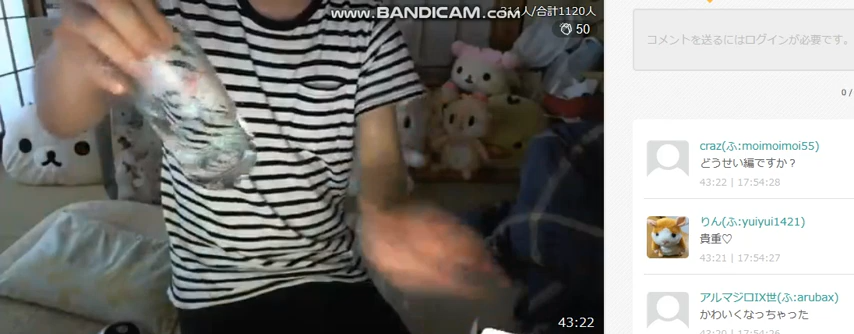 www.BANDICAM.com
311人/合計1120人
50
43:22
コメントを送るにはログインが必要です。
0 /
craz(ふ:moimoimoi55)
どうせい編ですか？
43:22 | 17:54:28
りん(ふ:yuiyui1421)
貴重♡
43:21 | 17:54:27
アルマジロIX世(ふ:arubax)
かわいくなっちゃった